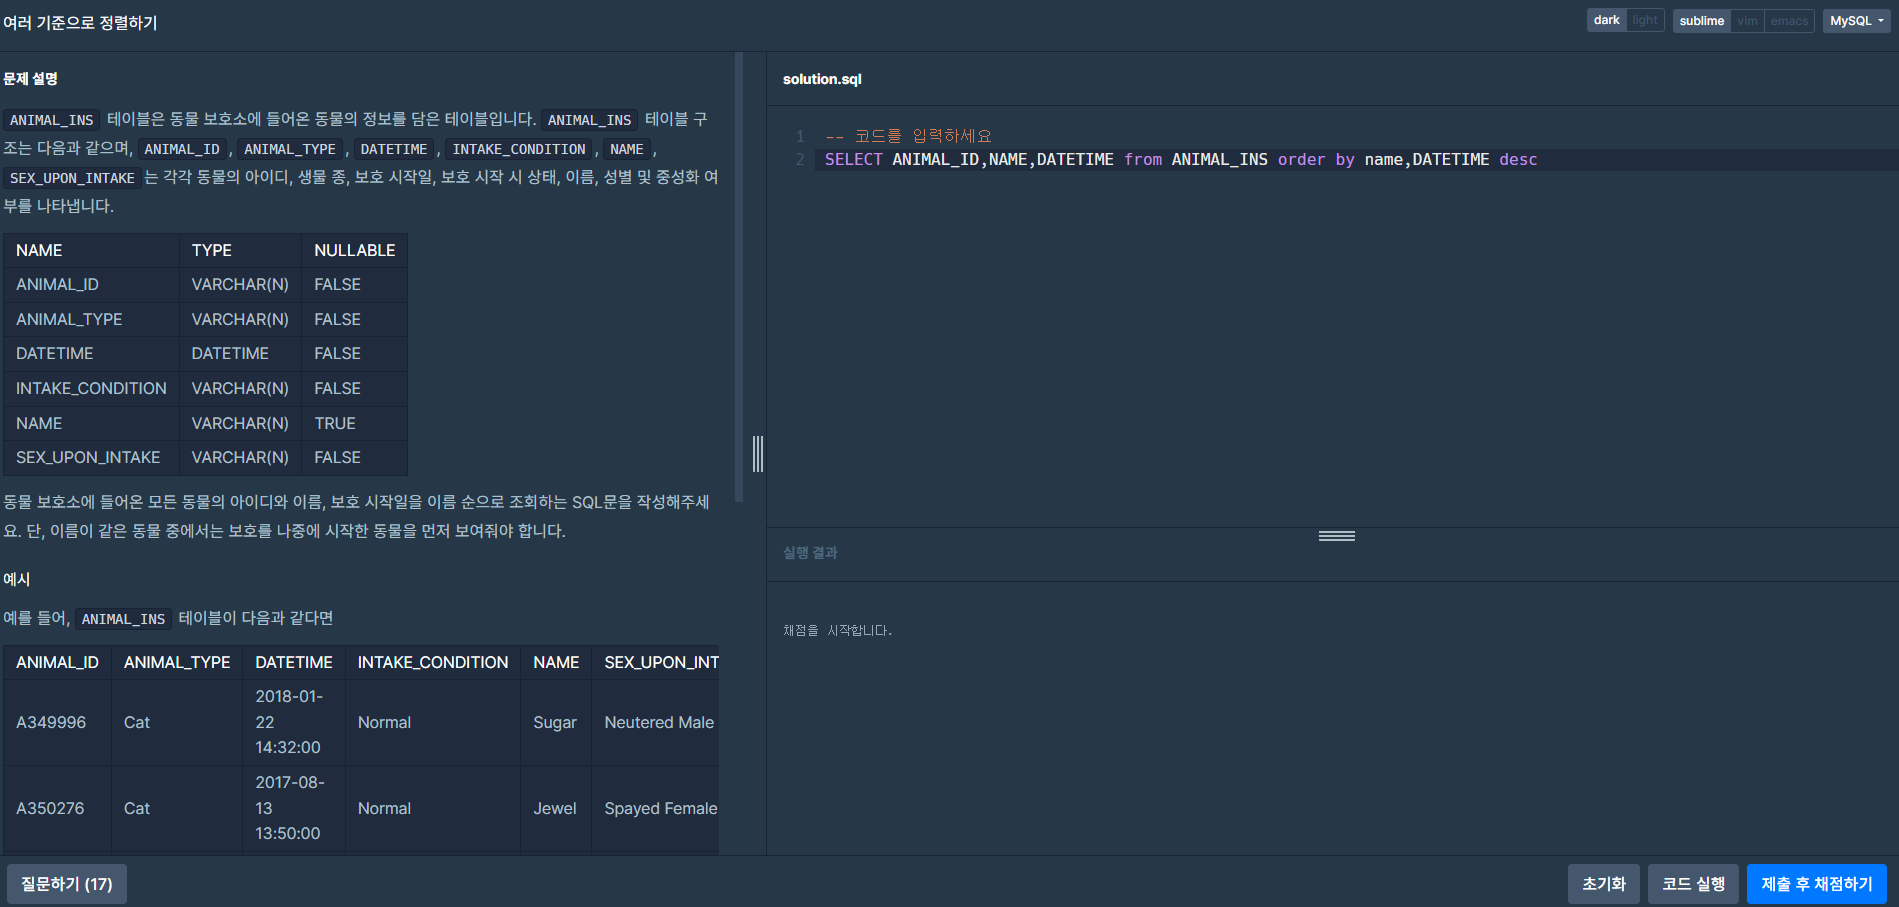 여러 기준으로 정렬하기
dark light sublime vim emacs MySQL
문제 설명
ANIMAL_INS 테이블은 동물 보호소에 들어온 동물의 정보를 담은 테이블입니다. ANIMAL_INS 테이블 구
조는 다음과 같으며, ANIMAL_ID, ANIMAL_TYPE, DATETIME, INTAKE_CONDITION, NAME,
SEX_UPON_INTAKE는 각각 동물의 아이디, 생물 종, 보호 시작일, 보호 시작 시 상태, 이름, 성별 및 중성화 여
부를 나타냅니다.
NAME TYPE NULLABLE
ANIMAL_ID VARCHAR(N) FALSE
ANIMAL_TYPE VARCHAR(N) FALSE
DATETIME DATETIME FALSE
INTAKE_CONDITION VARCHAR(N) FALSE
NAME VARCHAR(N) TRUE
SEX_UPON_INTAKE VARCHAR(N) FALSE
동물 보호소에 들어온 모든 동물의 아이디와 이름, 보호 시작일을 이름 순으로 조회하는 SQL문을 작성해주세
요. 단, 이름이 같은 동물 중에서는 보호를 나중에 시작한 동물을 먼저 보여줘야 합니다.
예시
예를 들어, ANIMAL_INS 테이블이 다음과 같다면
ANIMAL_ID ANIMAL_TYPE DATETIME INTAKE_CONDITION NAME SEX_UPON_INT
A349996 Cat 2018-01-
22
14:32:00 Normal Sugar Neutered Male
A350276 Cat 2017-08-
13
13:50:00 Normal Jewel Spayed Female
solution.sql
1 -- 코드를 입력하세요
2 SELECT ANIMAL_ID,NAME,DATETIME from ANIMAL_INS order by name,DATETIME desc
실행 결과
채점을 시작합니다.
질문하기 (17)
초기화 코드 실행 제출 후 채점하기